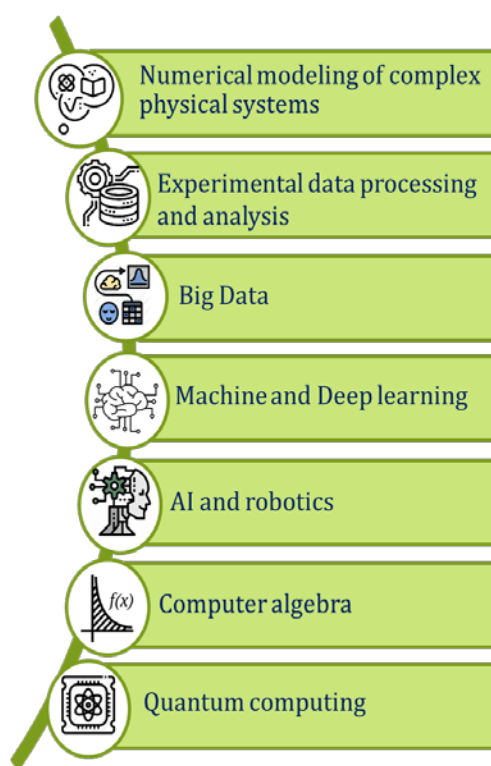 Numerical modeling of complex
physical systems
Experimental data processing
and analysis
Big Data
Machine and Deep learning
AI and robotics
f(x)
Computer algebra
Quantum computing